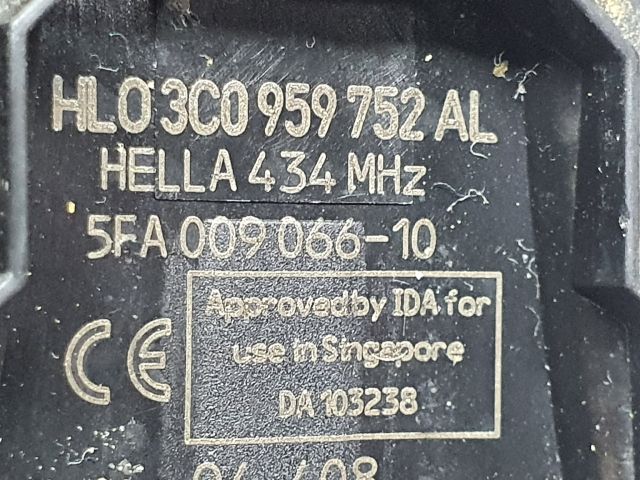 HLO 3C0 959 752 AL
HELLA 434 MHz
5FA 009 066-10
Approved by IDA for
use in Singapore
DA 103238
CE